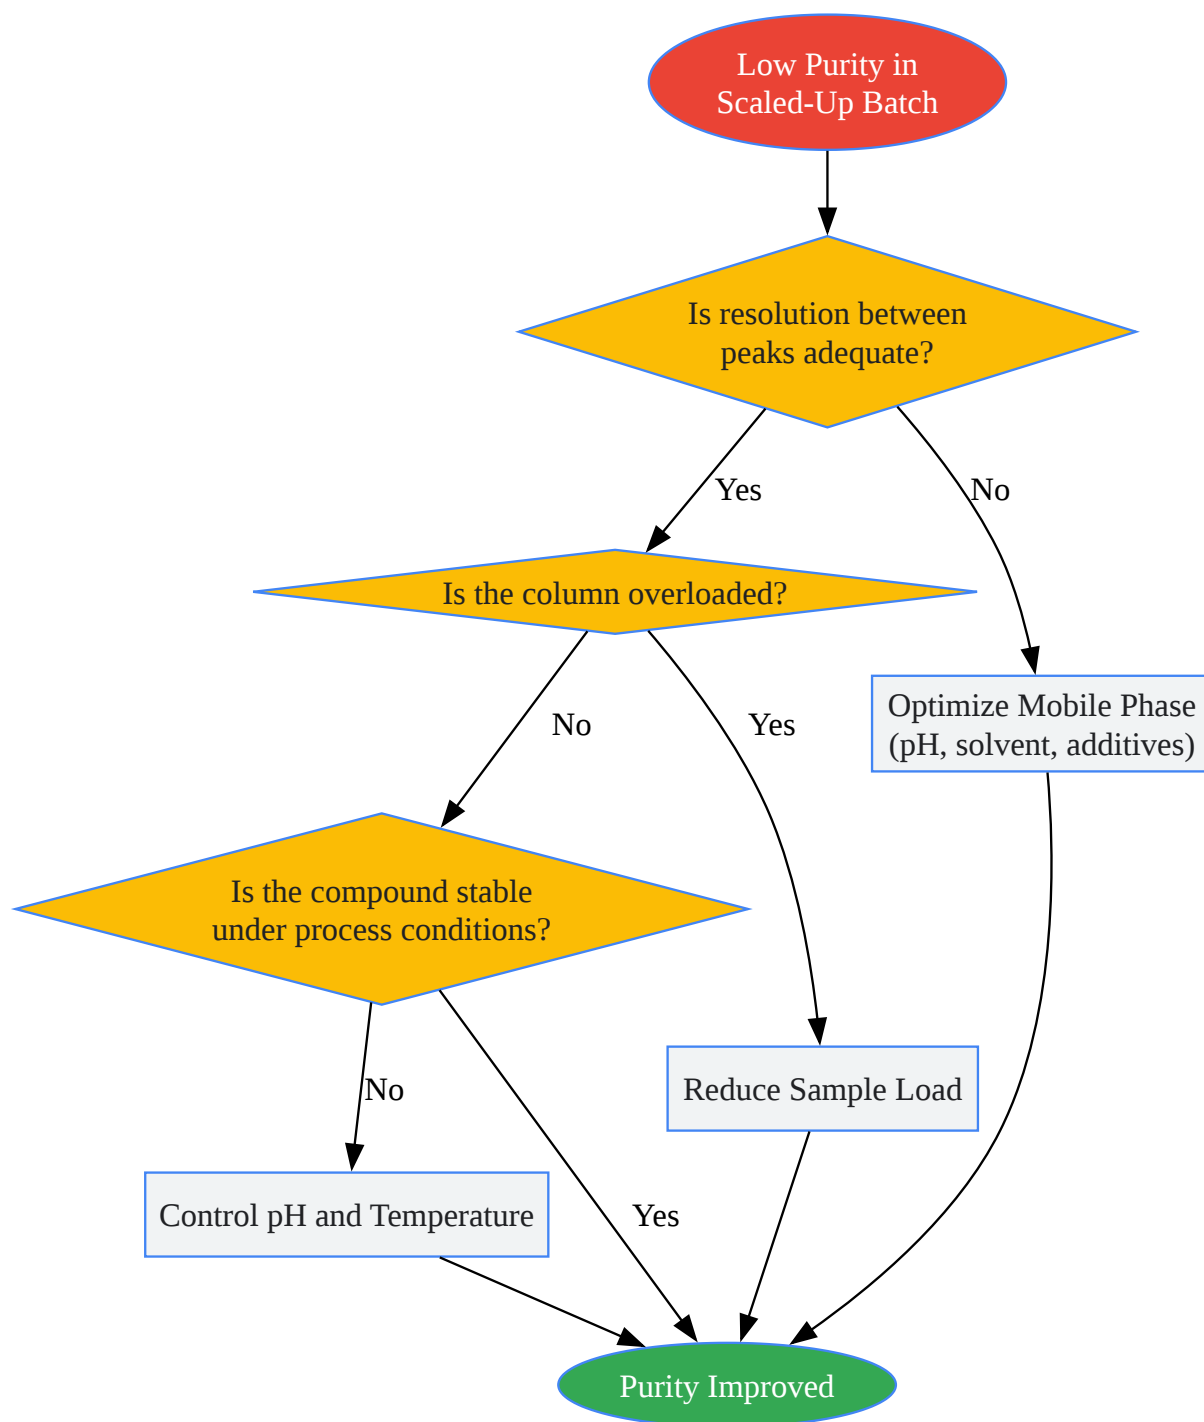 Low Purity in
Scaled-Up Batch
Is resolution between
peaks adequate?
Yes
No
Is the column overloaded?
No
Yes
Optimize Mobile Phase
(pH, solvent, additives)
Is the compound stable
under process conditions?
No
Yes
Reduce Sample Load
Control pH and Temperature
Purity Improved